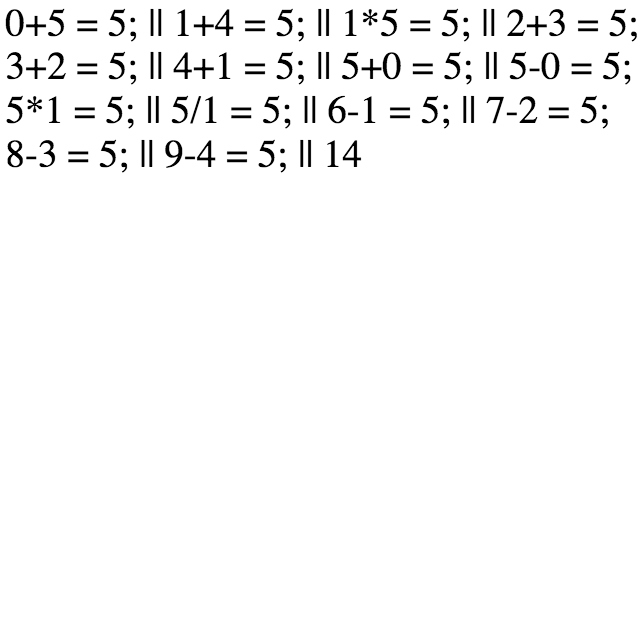 0+5 = 5; || 1+4 = 5; || 1*5 = 5; || 2+3 = 5;
3+2 = 5; || 4+1 = 5; || 5+0 = 5; || 5-0 = 5;
5*1 = 5; || 5/1 = 5; || 6-1 = 5; || 7-2 = 5;
8-3 = 5; || 9-4 = 5; || 14